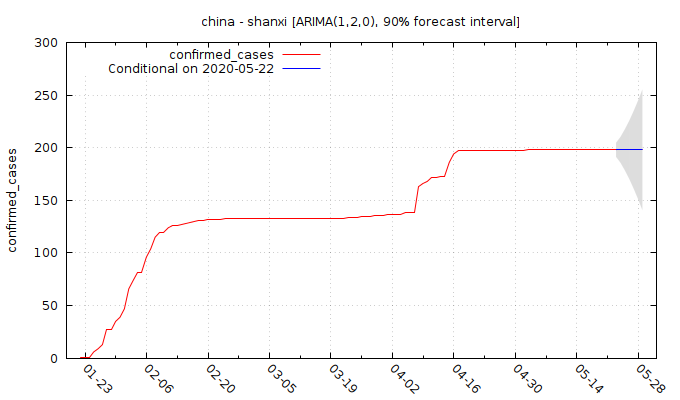 china - shanxi [ARIMA(1,2,0), 90% forecast interval]
confirmed_cases
Conditional on 2020-05-22
confirmed_cases
300
250
200
150
100
50
0
01-23 02-06 02-20 03-05 03-19 04-02 04-16 04-30 05-14 05-28